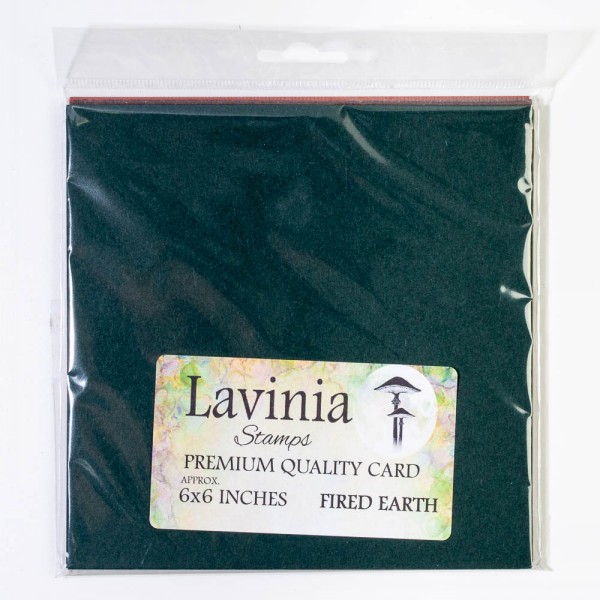 Lavinia
Stamps
PREMIUM QUALITY CARD
APPROX.
6x6 INCHES FIRED EARTH